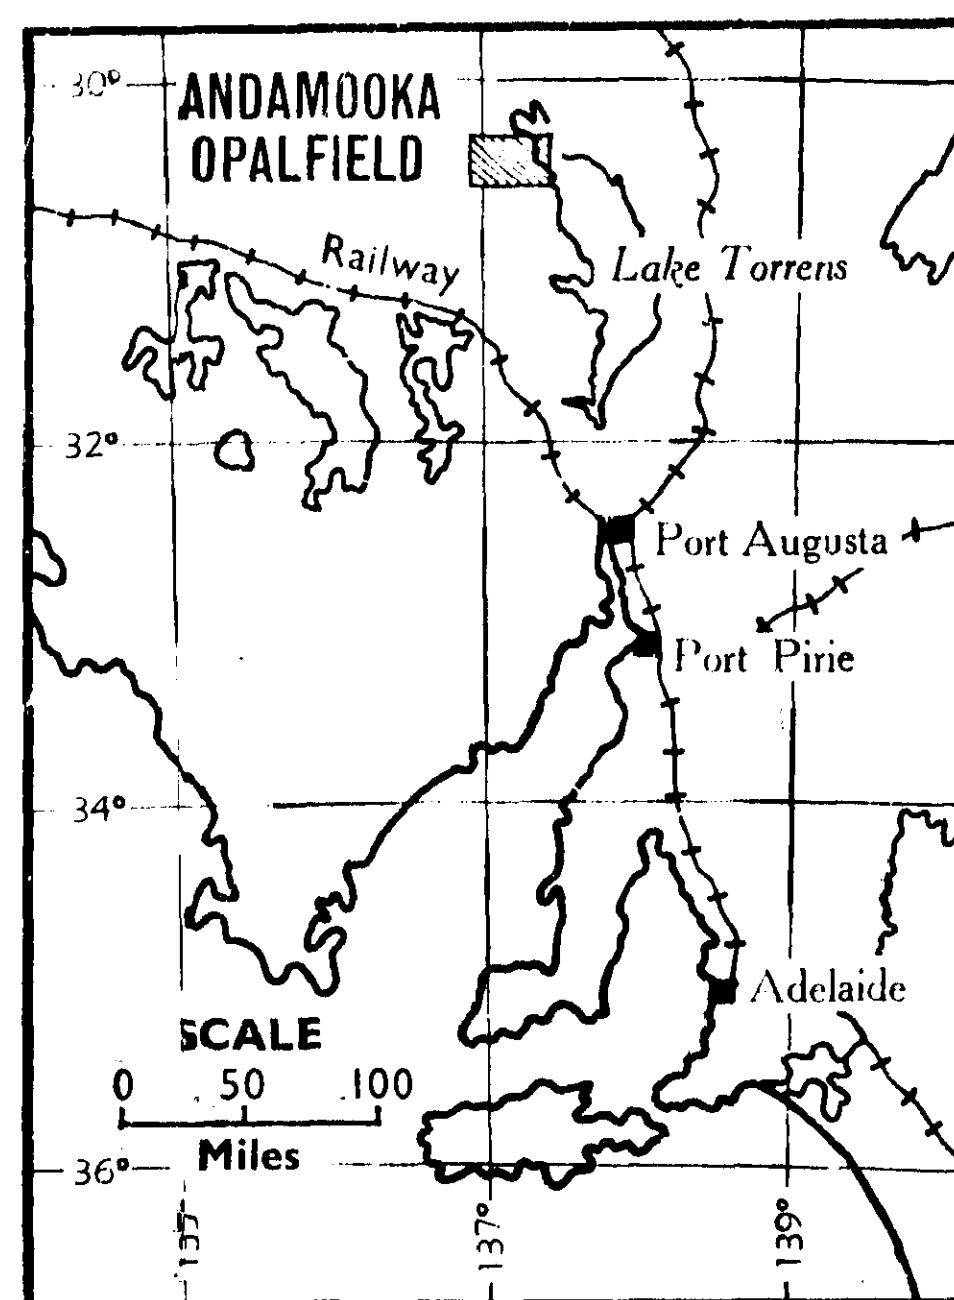 30°
ANDAMOOKA
OPALFIELD
Railway
Lake Torrens
32°
Port Augusta
Port Pirie
34°
Adelaide
SCALE
0 50 100
Miles
36°
135°
137°
139°